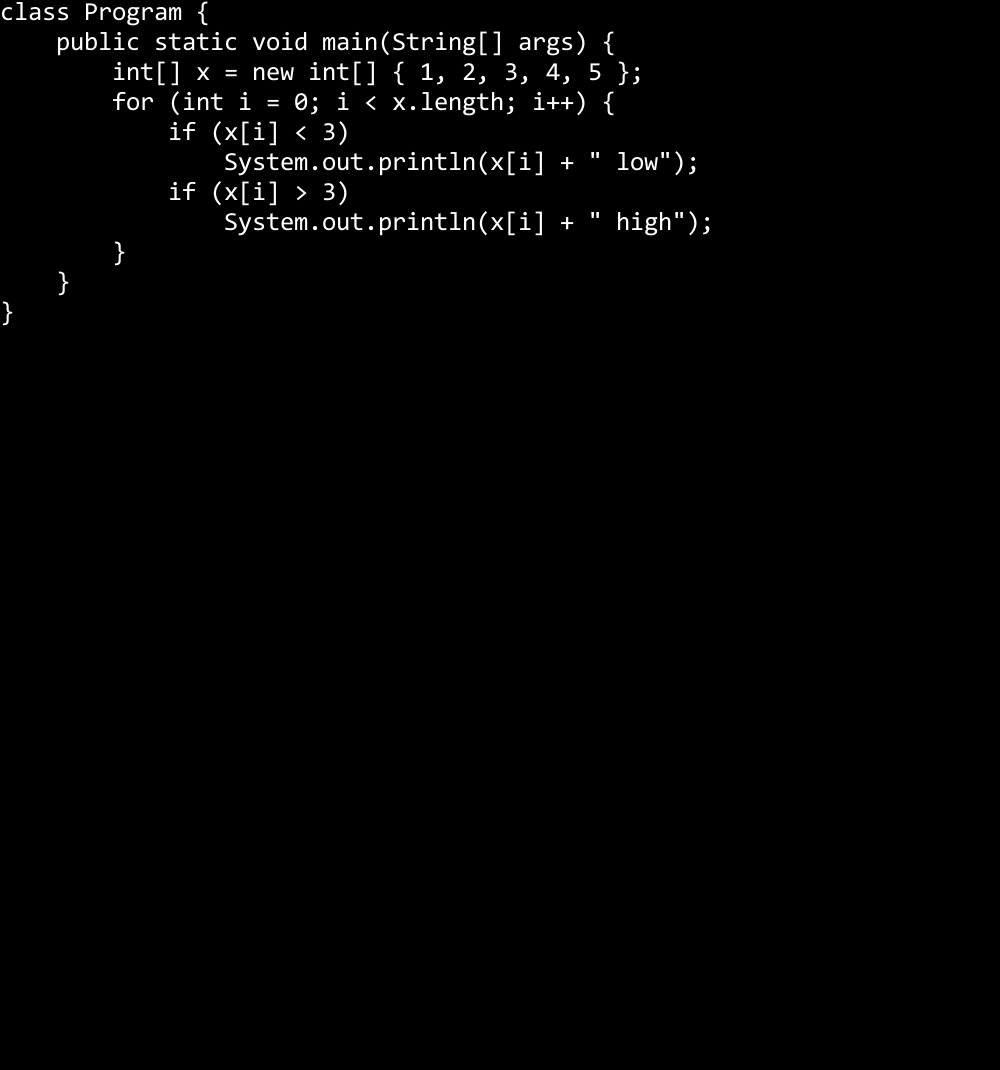 class Program {
    public static void main(String[] args) {
        int[] x = new int[] { 1, 2, 3, 4, 5 };
        for (int i = 0; i < x.length; i++) {
            if (x[i] < 3)
                System.out.println(x[i] + " low");
            if (x[i] > 3)
                System.out.println(x[i] + " high");
        }
    }
}